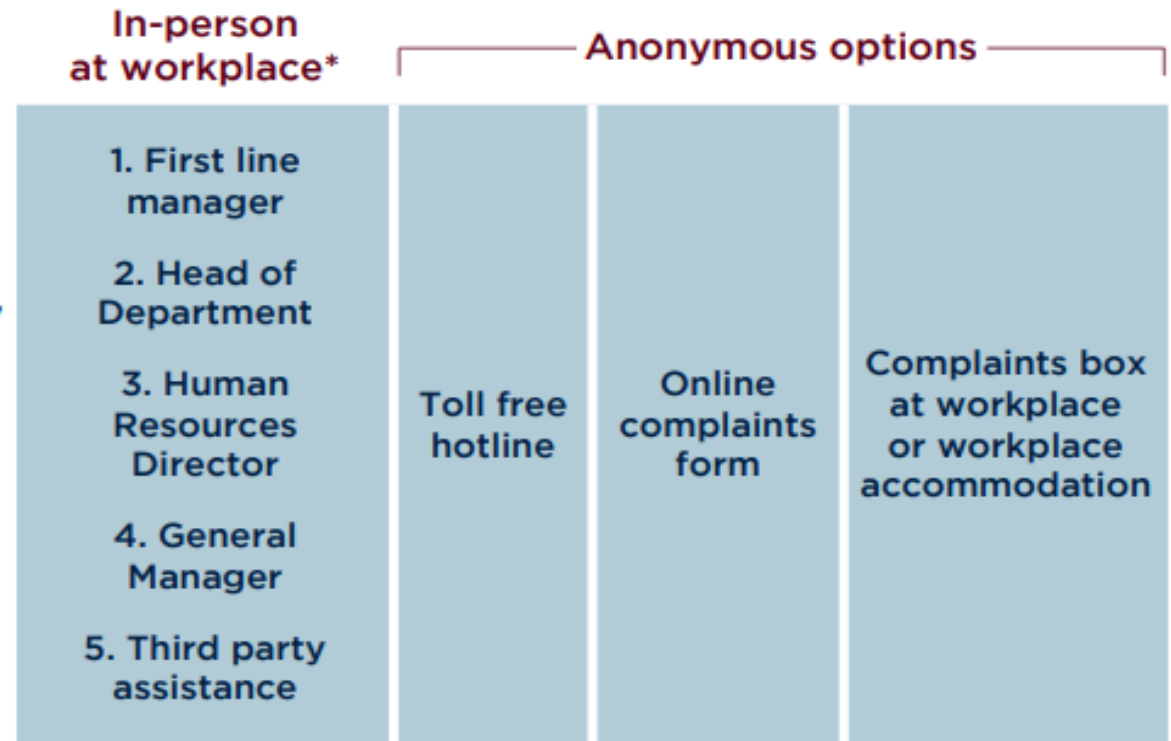 In-person
at workplace*
Anonymous options
1. First line
manager
2. Head of
Department
3. Human
Resources
Director
4. General
Manager
5. Third party
assistance
Toll free
hotline
Online
complaints
form
Complaints box
at workplace
or workplace
accommodation